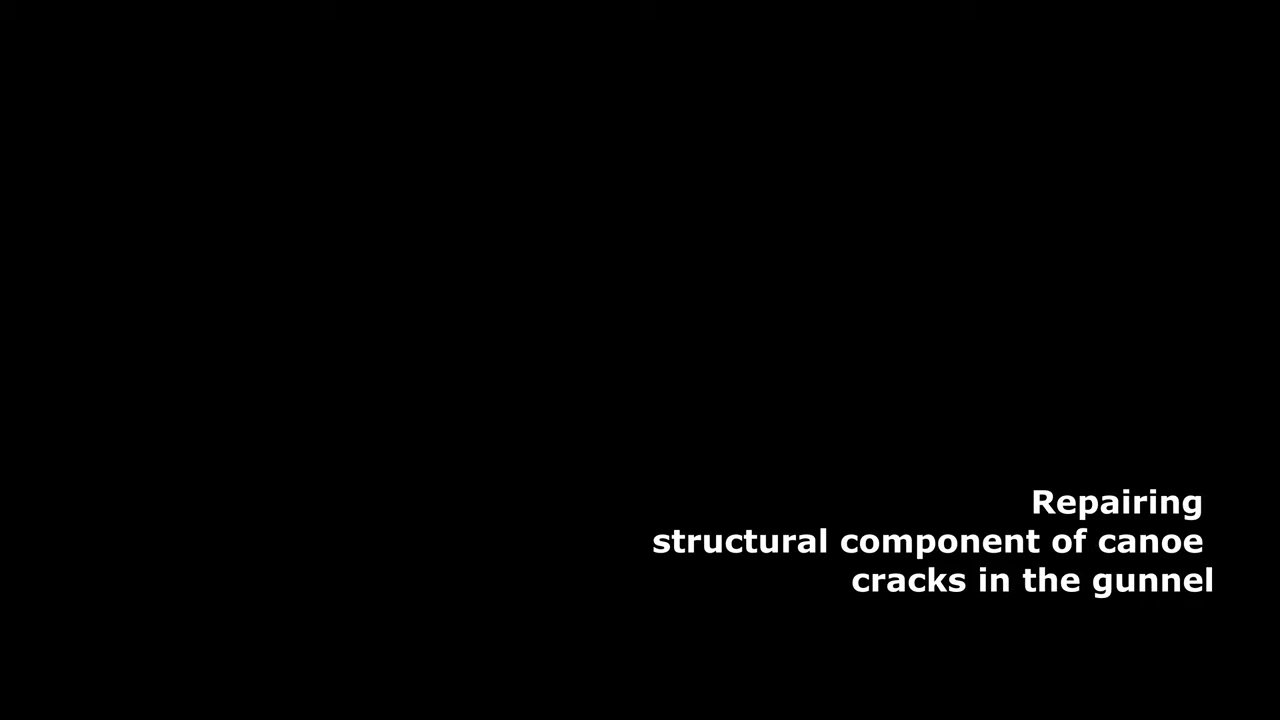 Repairing
structural component of canoe
cracks in the gunnel